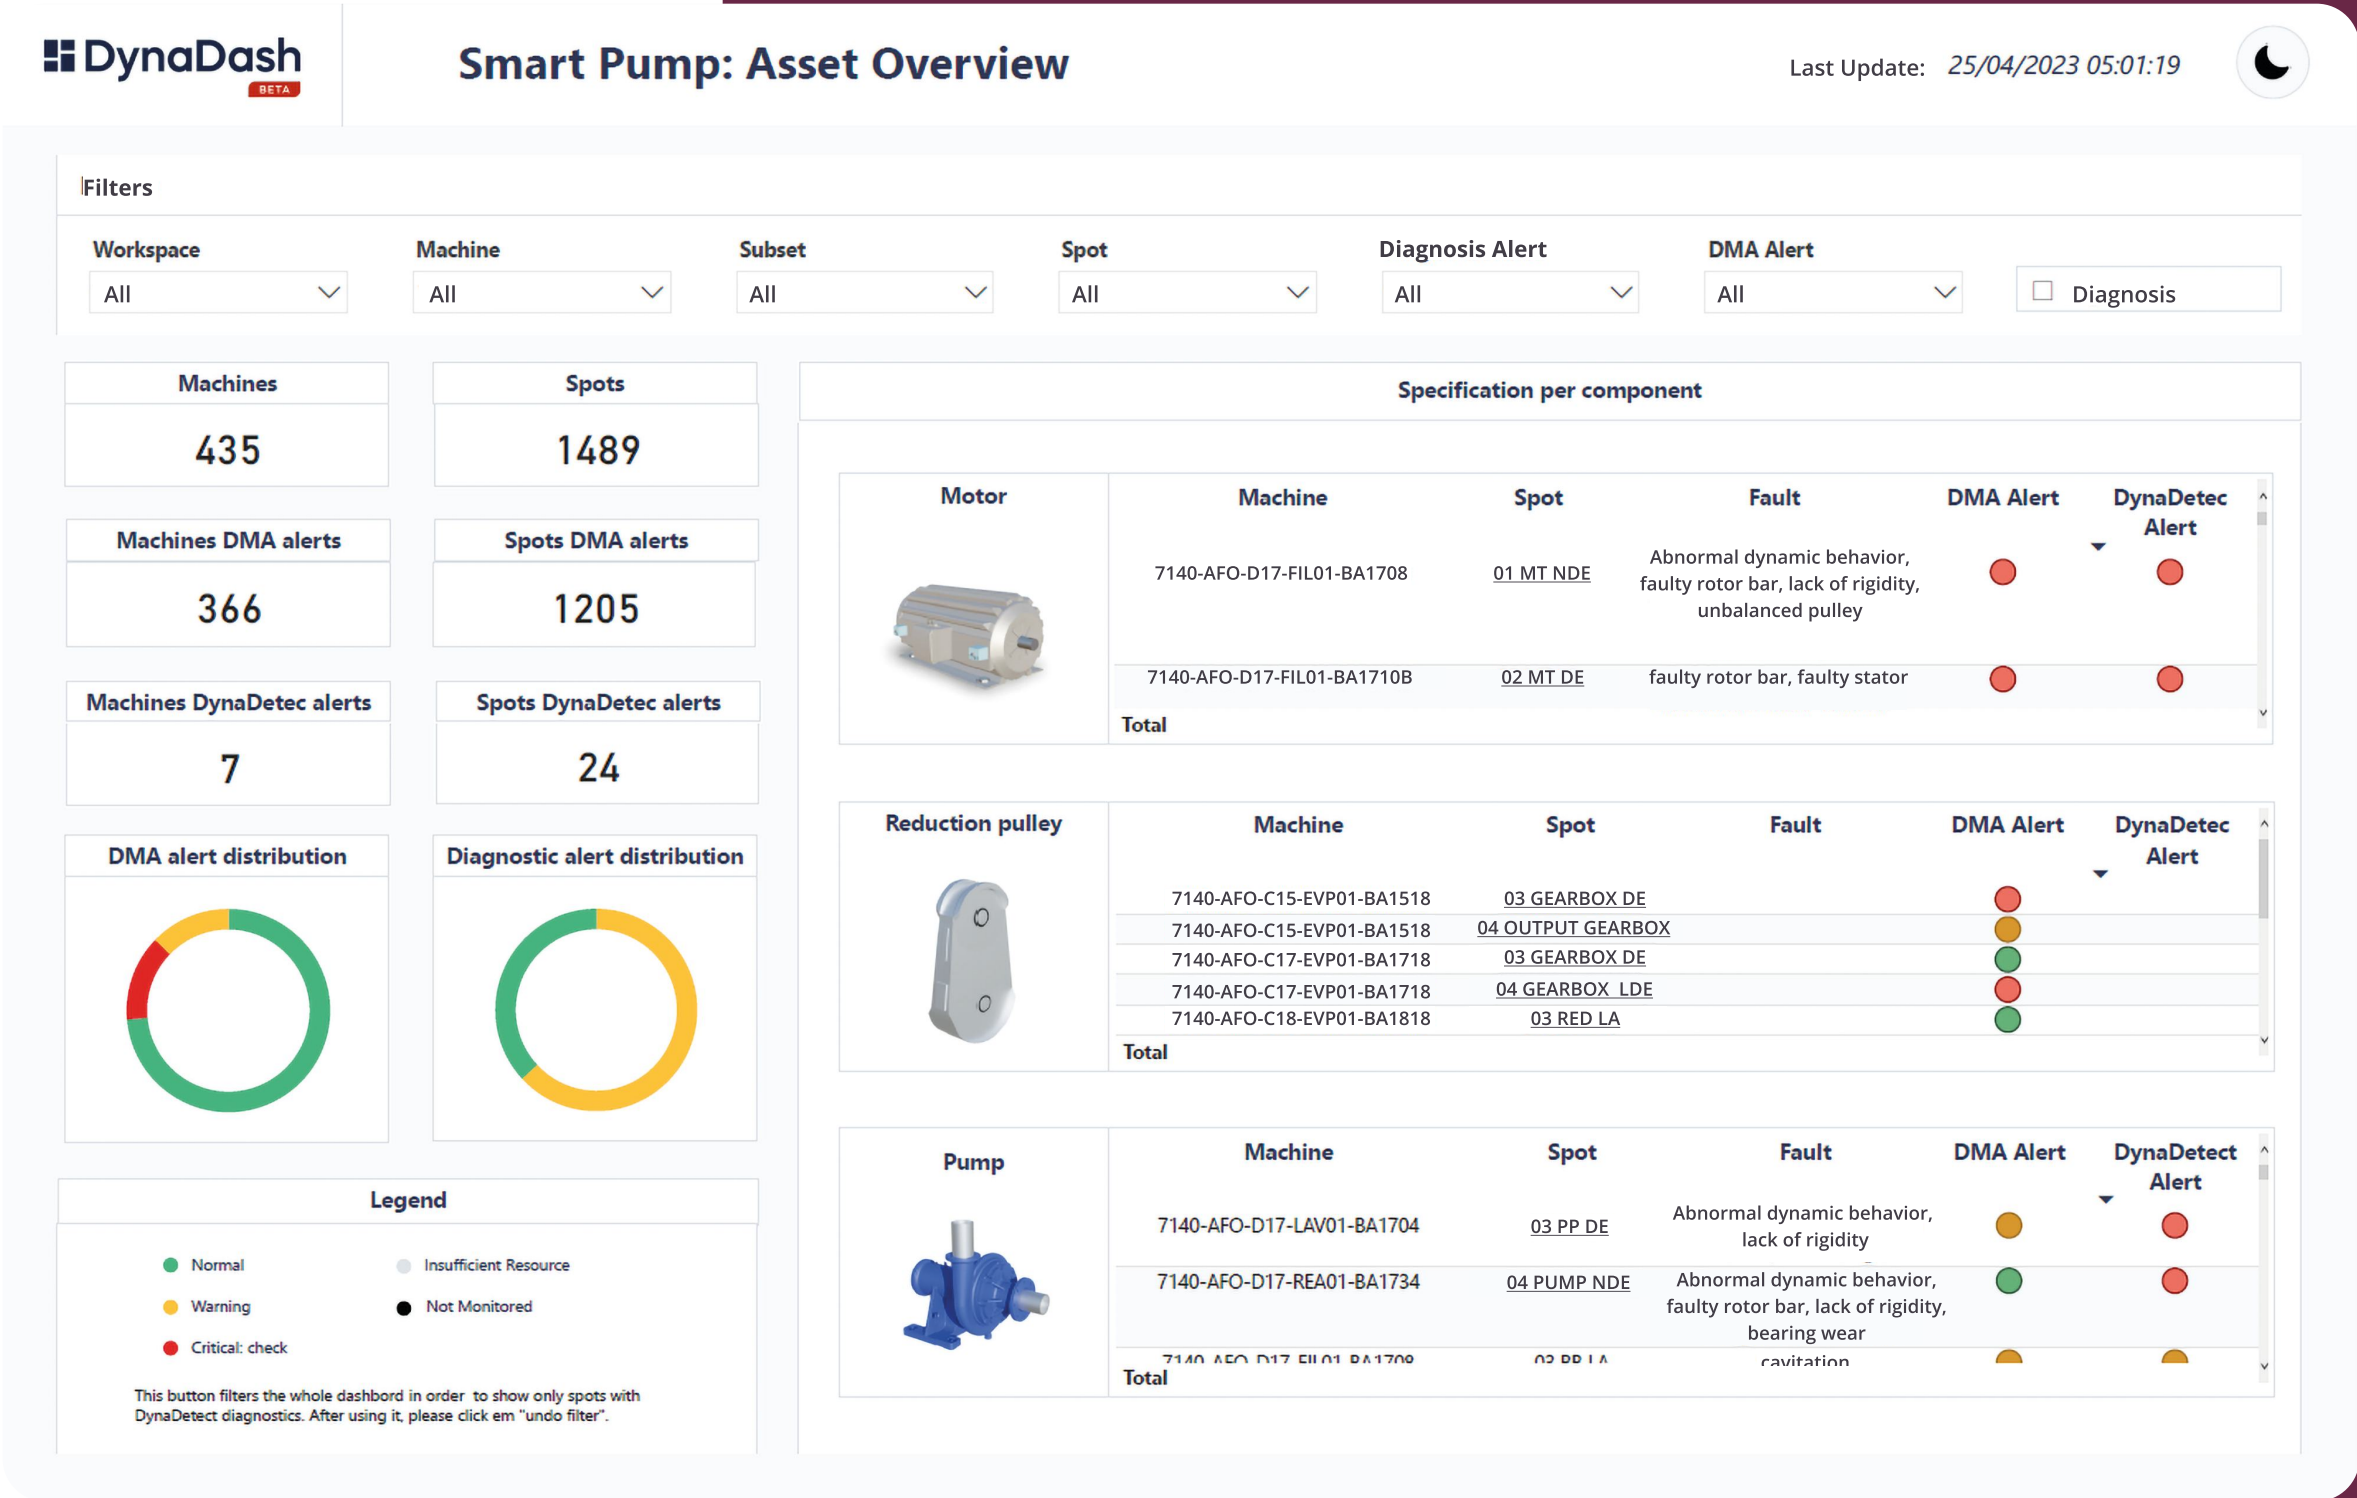 DynaDash
BETA
Smart Pump: Asset Overview
Last Update: 25/04/2023 05:01:19
Filters
Workspace
All
Machine
All
Subset
All
Spot
All
Diagnosis Alert
All
DMA Alert
All
Diagnosis
Machines
435
Spots
1489
Machines DMA alerts
366
Spots DMA alerts
1205
Machines DynaDetec alerts
7
Spots DynaDetec alerts
24
DMA alert distribution
Diagnostic alert distribution
Legend
Normal
Insufficient Resource
Warning
Not Monitored
Critical: check
This button filters the whole dashbord in order to show only spots with
DynaDetect diagnostics. After using it, please click em "undo filter".
Specification per component
Motor
Machine Spot Fault DMA Alert DynaDetec
Alert
7140-AFO-D17-FIL01-BA1708 01 MT NDE Abnormal dynamic behavior,
faulty rotor bar, lack of rigidity,
unbalanced pulley
7140-AFO-D17-FIL01-BA1710B 02 MT DE faulty rotor bar, faulty stator
Total
Reduction pulley
Machine Spot Fault DMA Alert DynaDetec
Alert
7140-AFO-C15-EVP01-BA1518 03 GEARBOX DE
7140-AFO-C15-EVP01-BA1518 04 OUTPUT GEARBOX
7140-AFO-C17-EVP01-BA1718 03 GEARBOX DE
7140-AFO-C17-EVP01-BA1718 04 GEARBOX LDE
7140-AFO-C18-EVP01-BA1818 03 RED LA
Total
Pump
Machine Spot Fault DMA Alert DynaDetect
Alert
7140-AFO-D17-LAV01-BA1704 03 PP DE Abnormal dynamic behavior,
lack of rigidity
7140-AFO-D17-REA01-BA1734 04 PUMP NDE Abnormal dynamic behavior,
faulty rotor bar, lack of rigidity,
bearing wear
cavitation
Total